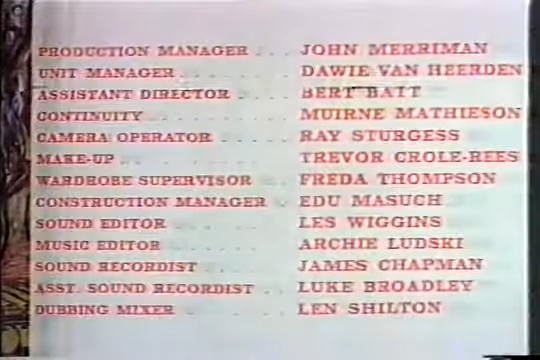 PRODUCTION MANAGER . . . JOHN MERRIMAN
UNIT MANAGER . . . . . . DAWIE VAN HEERDEN
ASSISTANT DIRECTOR . . . . BERT BATT
CONTINUITY . . . . . . . MUIRNE MATHIESON
CAMERA OPERATOR . . . . . RAY STURGESS
MAKE-UP . . . . . . . . TREVOR CROLE-REES
WARDROBE SUPERVISOR . . . FREDA THOMPSON
CONSTRUCTION MANAGER . . EDU MASUCH
SOUND EDITOR . . . . . . LES WIGGINS
MUSIC EDITOR . . . . . . ARCHIE LUDSKI
SOUND RECORDIST . . . . . JAMES CHAPMAN
ASST. SOUND RECORDIST . . LUKE BROADLEY
DUBBING MIXER . . . . . LEN SHILTON